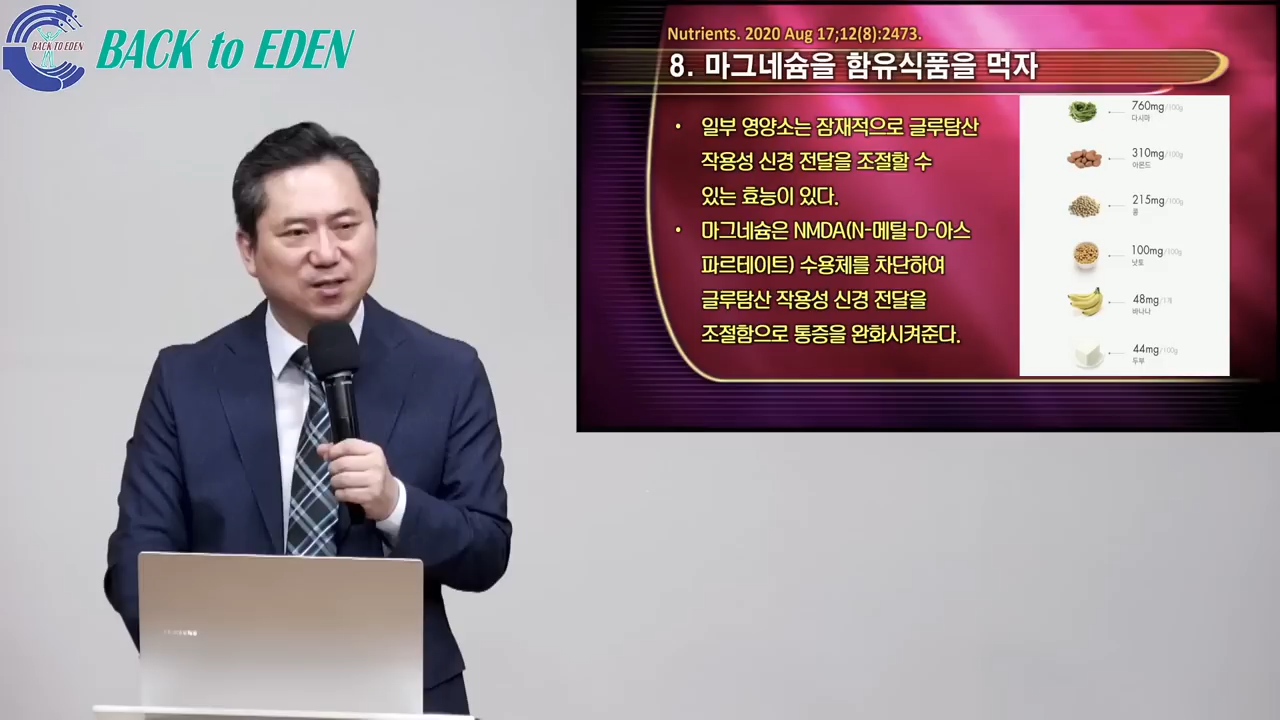 BACK TO EDEN
BACK to EDEN
Nutrients. 2020 Aug 17;12(8):2473.
8. 마그네슘을 함유식품을 먹자
• 일부 영양소는 잠재적으로 글루탐산
작용성 신경 전달을 조절할 수
있는 효능이 있다.
• 마그네슘은 NMDA(N-메틸-D-아스
파르테이트) 수용체를 차단하여
글루탐산 작용성 신경 전달을
조절함으로 통증을 완화시켜준다.
760mg/100g
다시마
310mg/100g
아몬드
215mg/100g
콩
100mg/100g
낫토
48mg/1개
바나나
44mg/100g
두부